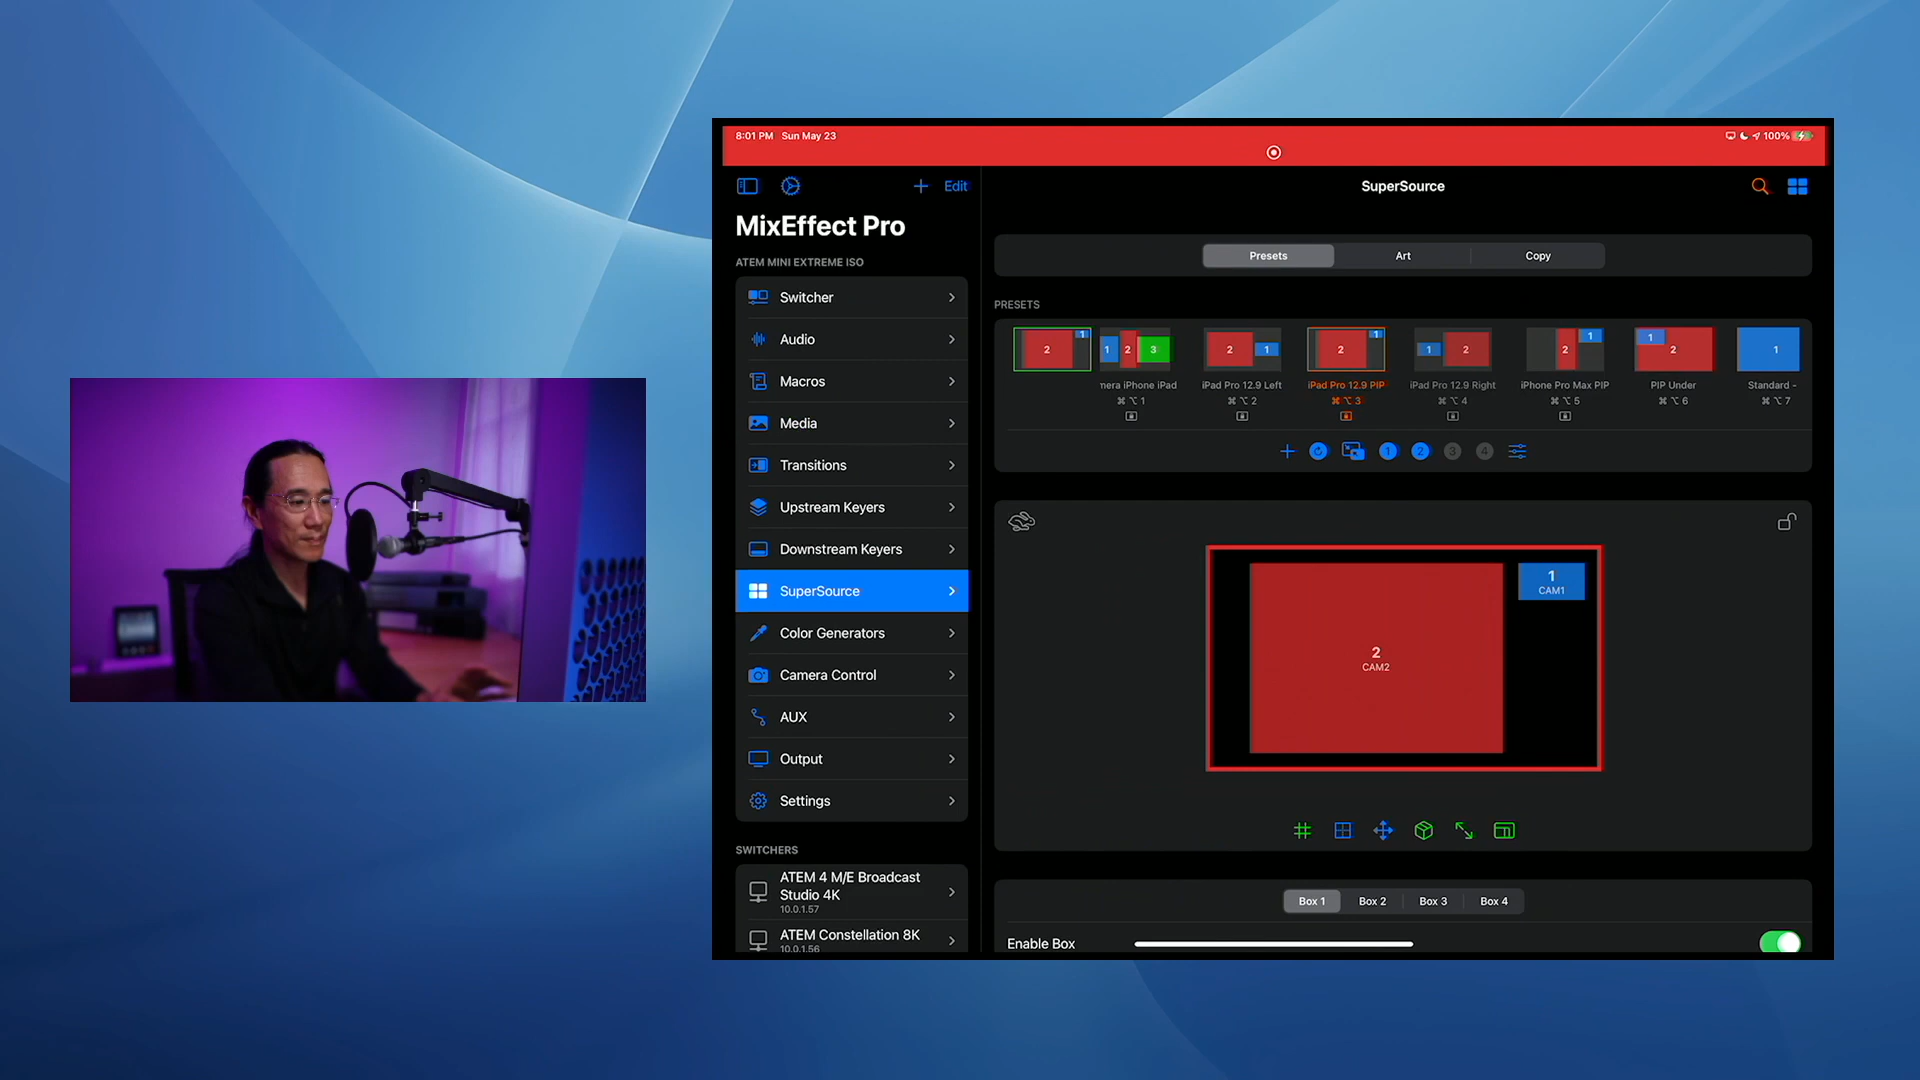 8:01 PM Sun May 23
100%
Edit
SuperSource
MixEffect Pro
ATEM MINI EXTREME ISO
Switcher
Audio
Macros
Media
Transitions
Upstream Keyers
Downstream Keyers
SuperSource
Color Generators
Camera Control
AUX
Output
Settings
SWITCHERS
ATEM 4 M/E Broadcast
Studio 4K
10.0.1.57
ATEM Constellation 8K
10.0.1.56
Presets Art Copy
PRESETS
2 1
1 2 3
2 1
2 1
1 2
2 1
1 2
1
nera iPhone iPad
⌘⌥ 1
iPad Pro 12.9 Left
⌘⌥ 2
iPad Pro 12.9 PIP
⌘⌥ 3
iPad Pro 12.9 Right
⌘⌥ 4
iPhone Pro Max PIP
⌘⌥ 5
PIP Under
⌘⌥ 6
Standard -
⌘⌥ 7
1 2 3 4
1
CAM1
2
CAM2
Box 1 Box 2 Box 3 Box 4
Enable Box